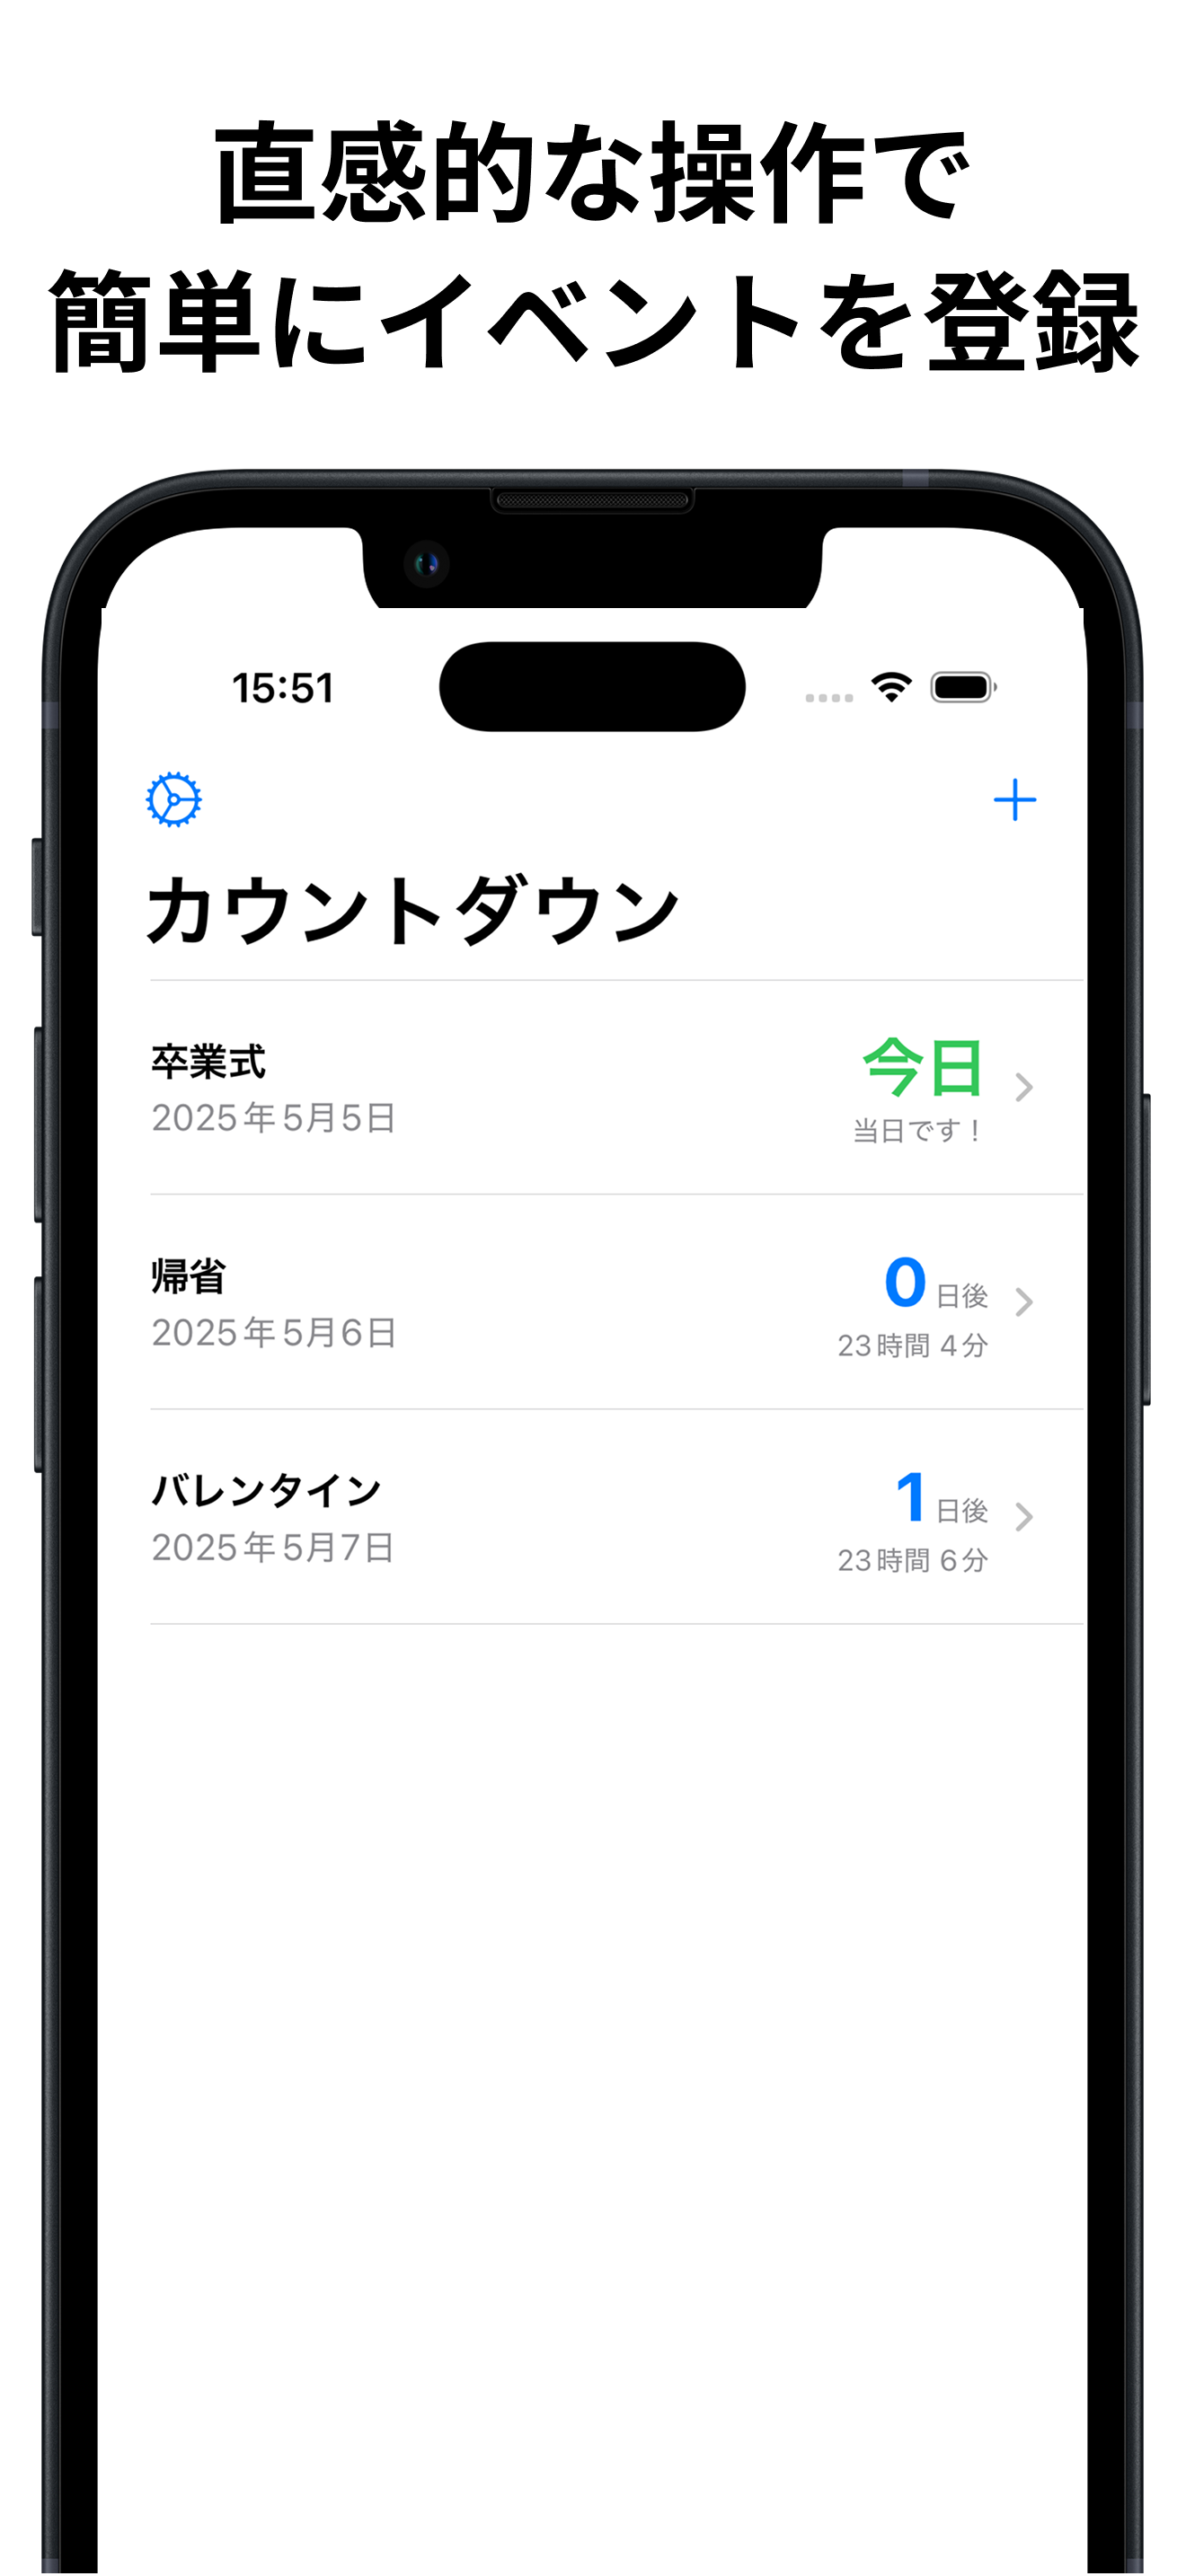 直感的な操作で
簡単にイベントを登録
15:51
カウントダウン
卒業式
今日
2025年5月5日
当日です！
帰省
0日後
2025年5月6日
23時間 4分
バレンタイン
1日後
2025年5月7日
23時間 6分